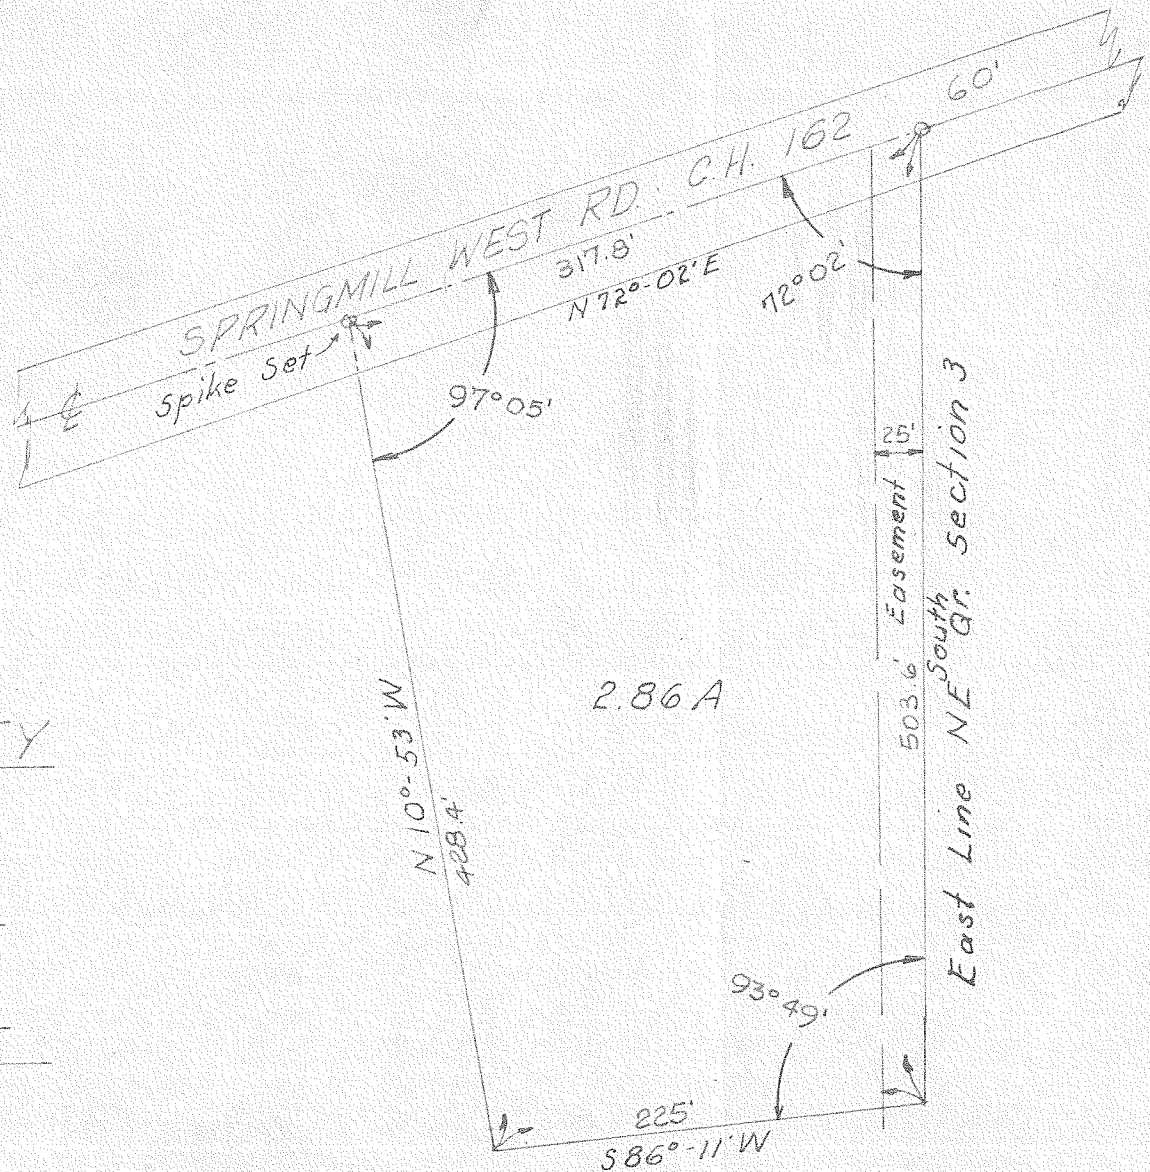 60'
SPRINGMILL WEST RD. C.H. 162
317.8'
N 72°-02' E
72°02'
Spike Set
℄
97°05'
25'
Easement
503.6'
South
East Line NE Qr. Section 3
2.86 A
N 10°-53' W
428.4'
Y
93°49'
225'
S 86°-11' W